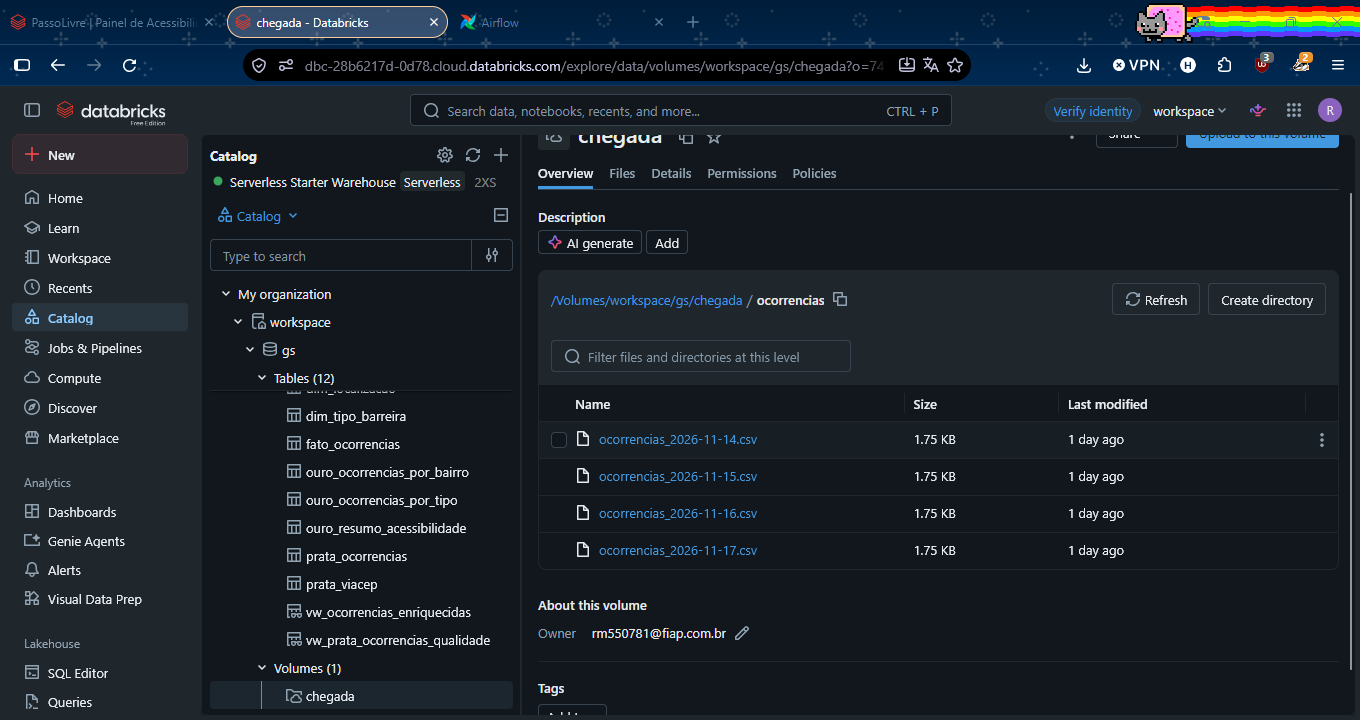 PassoLivre | Painel de Acessibili
chegada - Databricks
Airflow
dbc-28b6217d-0d78.cloud.databricks.com/explore/data/volumes/workspace/gs/chegada?o=74
VPN
H
3
2
databricks
Free Edition
Search data, notebooks, recents, and more...
CTRL + P
Verify identity
workspace
R
New
Home
Learn
Workspace
Recents
Catalog
Jobs & Pipelines
Compute
Discover
Marketplace
Analytics
Dashboards
Genie Agents
Alerts
Visual Data Prep
Lakehouse
SQL Editor
Queries
Catalog
Serverless Starter Warehouse Serverless 2XS
Catalog
Type to search
My organization
workspace
gs
Tables (12)
dim_localizacao
dim_tipo_barreira
fato_ocorrencias
ouro_ocorrencias_por_bairro
ouro_ocorrencias_por_tipo
ouro_resumo_acessibilidade
prata_ocorrencias
prata_viacep
vw_ocorrencias_enriquecidas
vw_prata_ocorrencias_qualidade
Volumes (1)
chegada
chegada
Share
Upload to this volume
Overview Files Details Permissions Policies
Description
AI generate Add
/Volumes/workspace/gs/chegada / ocorrencias
Refresh
Create directory
Filter files and directories at this level
Name Size Last modified
ocorrencias_2026-11-14.csv 1.75 KB 1 day ago
ocorrencias_2026-11-15.csv 1.75 KB 1 day ago
ocorrencias_2026-11-16.csv 1.75 KB 1 day ago
ocorrencias_2026-11-17.csv 1.75 KB 1 day ago
About this volume
Owner rm550781@fiap.com.br
Tags